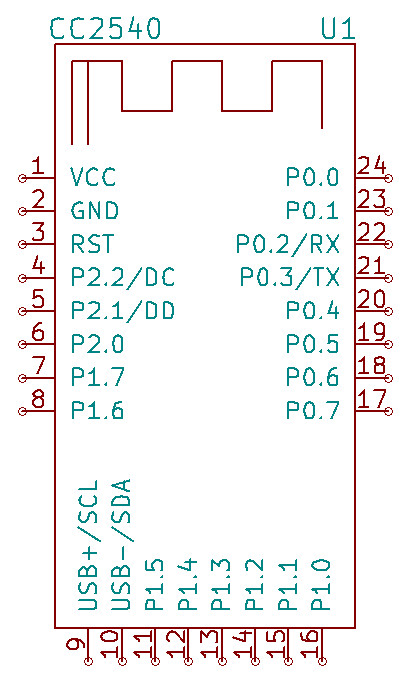 CC2540 U1
1 VCC P0.0 24
2 GND P0.1 23
3 RST P0.2/RX 22
4 P2.2/DC P0.3/TX 21
5 P2.1/DD P0.4 20
6 P2.0 P0.5 19
7 P1.7 P0.6 18
8 P1.6 P0.7 17
USB+/SCL 9
USB-/SDA 10
P1.5 11
P1.4 12
P1.3 13
P1.2 14
P1.1 15
P1.0 16